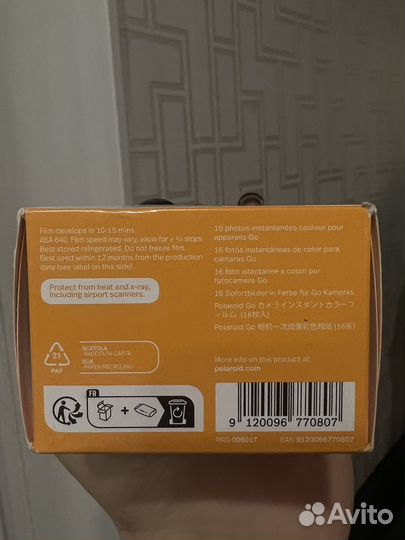 Film develops in 10-15 mins.
ASA 640. Film speed may vary, allow for ± ⅓ stops
Best stored refrigerated. Do not freeze film.
Best used within 12 months from the production
date (see label on this side)
Protect from heat and x-ray,
including airport scanners.
21
PAP
SCATOLA
RACCOLTA CARTA
BOX
-PAPER RECYCLING
FR
16 photos instantanées couleur pour
appareils Go
16 fotos instantáneas de color para
cámaras Go
16 foto istantanee a colori per
fotocamere Go
16 Sofortbilder in Farbe für Go Kameras
Polaroid Go カメラインスタントカラーフ
ィルム (16枚入)
Polaroid Go 相机一次成像彩色相纸 (16张)
More info on this product at:
polaroid.com
9 120096 770807
PRD 006017
EAN 9120096770807
Avito